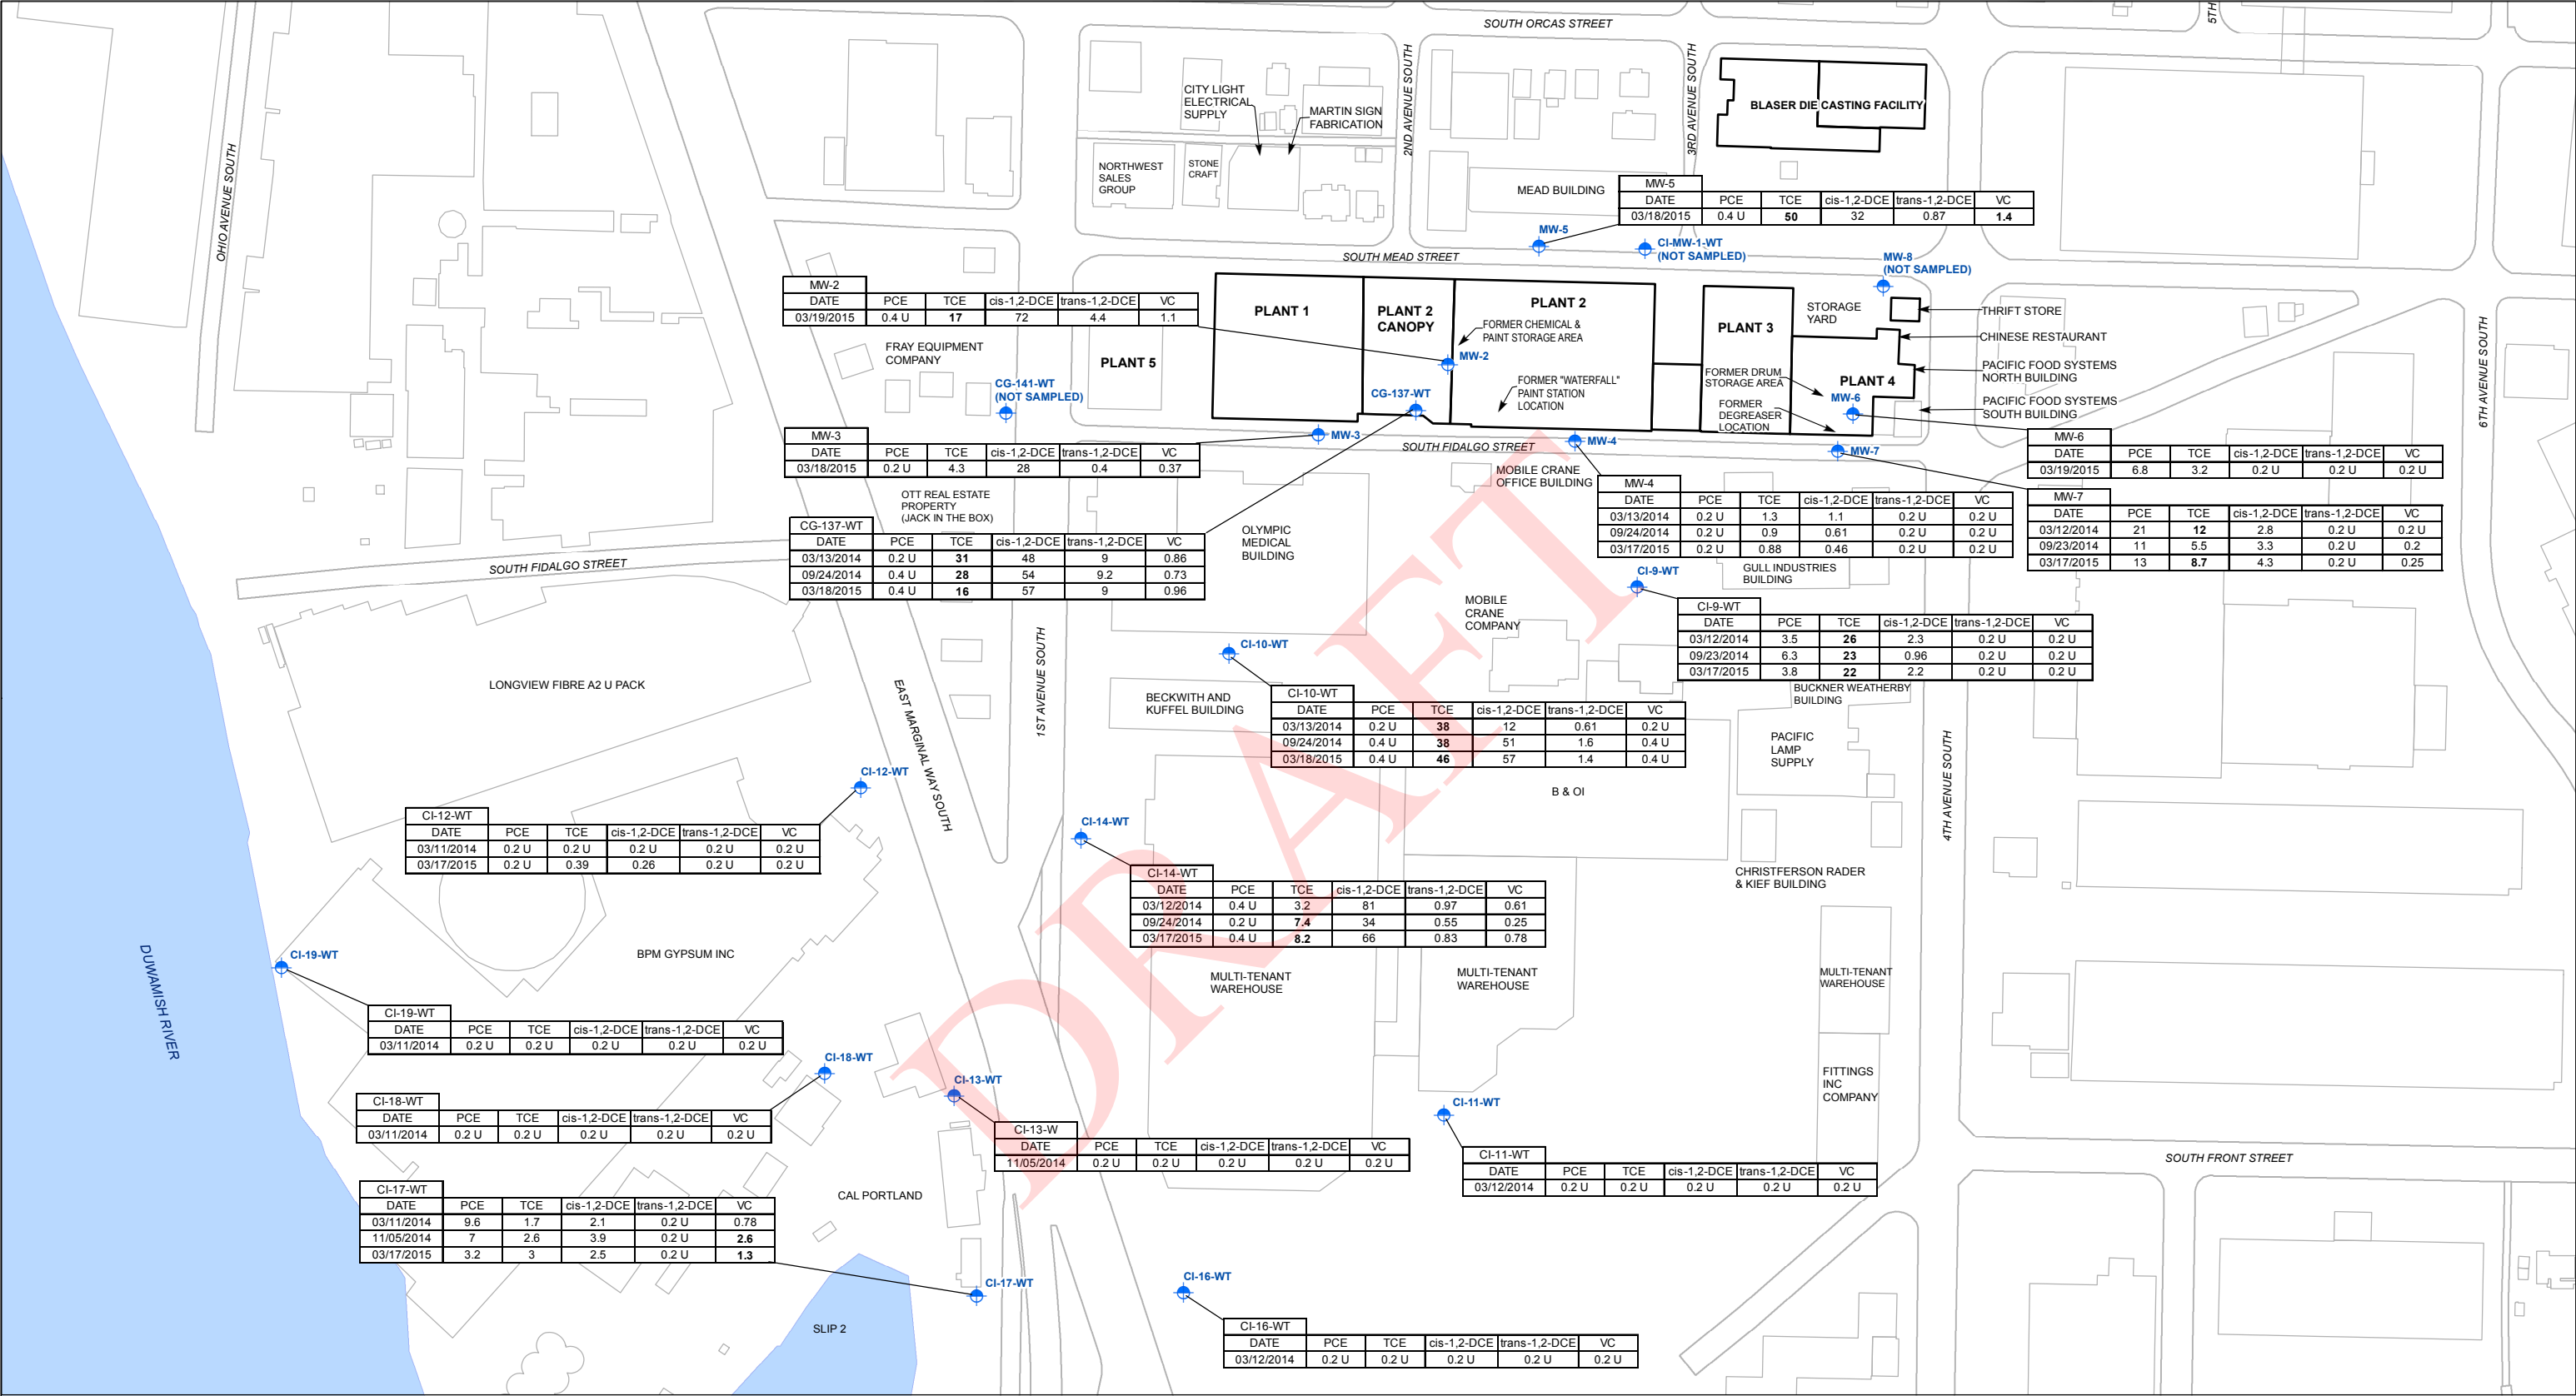 SOUTH ORCAS STREET
5TH
OHIO AVENUE SOUTH
2ND AVENUE SOUTH
3RD AVENUE SOUTH
CITY LIGHT
ELECTRICAL
SUPPLY
MARTIN SIGN
FABRICATION
NORTHWEST
SALES
GROUP
STONE
CRAFT
BLASER DIE CASTING FACILITY
MEAD BUILDING
MW-5
DATE PCE TCE cis-1,2-DCE trans-1,2-DCE VC
03/18/2015 0.4 U 50 32 0.87 1.4
MW-5
CI-MW-1-WT
(NOT SAMPLED)
SOUTH MEAD STREET
MW-8
(NOT SAMPLED)
MW-2
DATE PCE TCE cis-1,2-DCE trans-1,2-DCE VC
03/19/2015 0.4 U 17 72 4.4 1.1
PLANT 1
PLANT 2
CANOPY
PLANT 2
FORMER CHEMICAL &
PAINT STORAGE AREA
MW-2
FORMER "WATERFALL"
PAINT STATION
LOCATION
CG-137-WT
PLANT 3
STORAGE
YARD
THRIFT STORE
CHINESE RESTAURANT
PACIFIC FOOD SYSTEMS
NORTH BUILDING
PACIFIC FOOD SYSTEMS
SOUTH BUILDING
FORMER DRUM
STORAGE AREA
PLANT 4
MW-6
FORMER
DEGREASER
LOCATION
6TH AVENUE SOUTH
FRAY EQUIPMENT
COMPANY
PLANT 5
CG-141-WT
(NOT SAMPLED)
MW-3
DATE PCE TCE cis-1,2-DCE trans-1,2-DCE VC
03/18/2015 0.2 U 4.3 28 0.4 0.37
MW-3
SOUTH FIDALGO STREET
MW-4
MW-7
MW-6
DATE PCE TCE cis-1,2-DCE trans-1,2-DCE VC
03/19/2015 6.8 3.2 0.2 U 0.2 U 0.2 U
MOBILE CRANE
OFFICE BUILDING
MW-4
DATE PCE TCE cis-1,2-DCE trans-1,2-DCE VC
03/13/2014 0.2 U 1.3 1.1 0.2 U 0.2 U
09/24/2014 0.2 U 0.9 0.61 0.2 U 0.2 U
03/17/2015 0.2 U 0.88 0.46 0.2 U 0.2 U
MW-7
DATE PCE TCE cis-1,2-DCE trans-1,2-DCE VC
03/12/2014 21 12 2.8 0.2 U 0.2 U
09/23/2014 11 5.5 3.3 0.2 U 0.2
03/17/2015 13 8.7 4.3 0.2 U 0.25
OTT REAL ESTATE
PROPERTY
(JACK IN THE BOX)
CG-137-WT
DATE PCE TCE cis-1,2-DCE trans-1,2-DCE VC
03/13/2014 0.2 U 31 48 9 0.86
09/24/2014 0.4 U 28 54 9.2 0.73
03/18/2015 0.4 U 16 57 9 0.96
OLYMPIC
MEDICAL
BUILDING
SOUTH FIDALGO STREET
GULL INDUSTRIES
BUILDING
CI-9-WT
MOBILE
CRANE
COMPANY
CI-9-WT
DATE PCE TCE cis-1,2-DCE trans-1,2-DCE VC
03/12/2014 3.5 26 2.3 0.2 U 0.2 U
09/23/2014 6.3 23 0.96 0.2 U 0.2 U
03/17/2015 3.8 22 2.2 0.2 U 0.2 U
BUCKNER WEATHERBY
BUILDING
LONGVIEW FIBRE A2 U PACK
EAST MARGINAL WAY SOUTH
1ST AVENUE SOUTH
CI-10-WT
BECKWITH AND
KUFFEL BUILDING
CI-10-WT
DATE PCE TCE cis-1,2-DCE trans-1,2-DCE VC
03/13/2014 0.2 U 38 12 0.61 0.2 U
09/24/2014 0.4 U 38 51 1.6 0.4 U
03/18/2015 0.4 U 46 57 1.4 0.4 U
PACIFIC
LAMP
SUPPLY
B & OI
4TH AVENUE SOUTH
CI-12-WT
CI-12-WT
DATE PCE TCE cis-1,2-DCE trans-1,2-DCE VC
03/11/2014 0.2 U 0.2 U 0.2 U 0.2 U 0.2 U
03/17/2015 0.2 U 0.39 0.26 0.2 U 0.2 U
CI-14-WT
CI-14-WT
DATE PCE TCE cis-1,2-DCE trans-1,2-DCE VC
03/12/2014 0.4 U 3.2 81 0.97 0.61
09/24/2014 0.2 U 7.4 34 0.55 0.25
03/17/2015 0.4 U 8.2 66 0.83 0.78
CHRISTFERSON RADER
& KIEF BUILDING
DRAFT
DUWAMISH RIVER
CI-19-WT
BPM GYPSUM INC
MULTI-TENANT
WAREHOUSE
MULTI-TENANT
WAREHOUSE
MULTI-TENANT
WAREHOUSE
CI-19-WT
DATE PCE TCE cis-1,2-DCE trans-1,2-DCE VC
03/11/2014 0.2 U 0.2 U 0.2 U 0.2 U 0.2 U
CI-18-WT
CI-18-WT
DATE PCE TCE cis-1,2-DCE trans-1,2-DCE VC
03/11/2014 0.2 U 0.2 U 0.2 U 0.2 U 0.2 U
CI-13-WT
CI-13-W
DATE PCE TCE cis-1,2-DCE trans-1,2-DCE VC
11/05/2014 0.2 U 0.2 U 0.2 U 0.2 U 0.2 U
CI-11-WT
CI-11-WT
DATE PCE TCE cis-1,2-DCE trans-1,2-DCE VC
03/12/2014 0.2 U 0.2 U 0.2 U 0.2 U 0.2 U
FITTINGS
INC
COMPANY
SOUTH FRONT STREET
CI-17-WT
DATE PCE TCE cis-1,2-DCE trans-1,2-DCE VC
03/11/2014 9.6 1.7 2.1 0.2 U 0.78
11/05/2014 7 2.6 3.9 0.2 U 2.6
03/17/2015 3.2 3 2.5 0.2 U 1.3
CAL PORTLAND
CI-17-WT
SLIP 2
CI-16-WT
CI-16-WT
DATE PCE TCE cis-1,2-DCE trans-1,2-DCE VC
03/12/2014 0.2 U 0.2 U 0.2 U 0.2 U 0.2 U